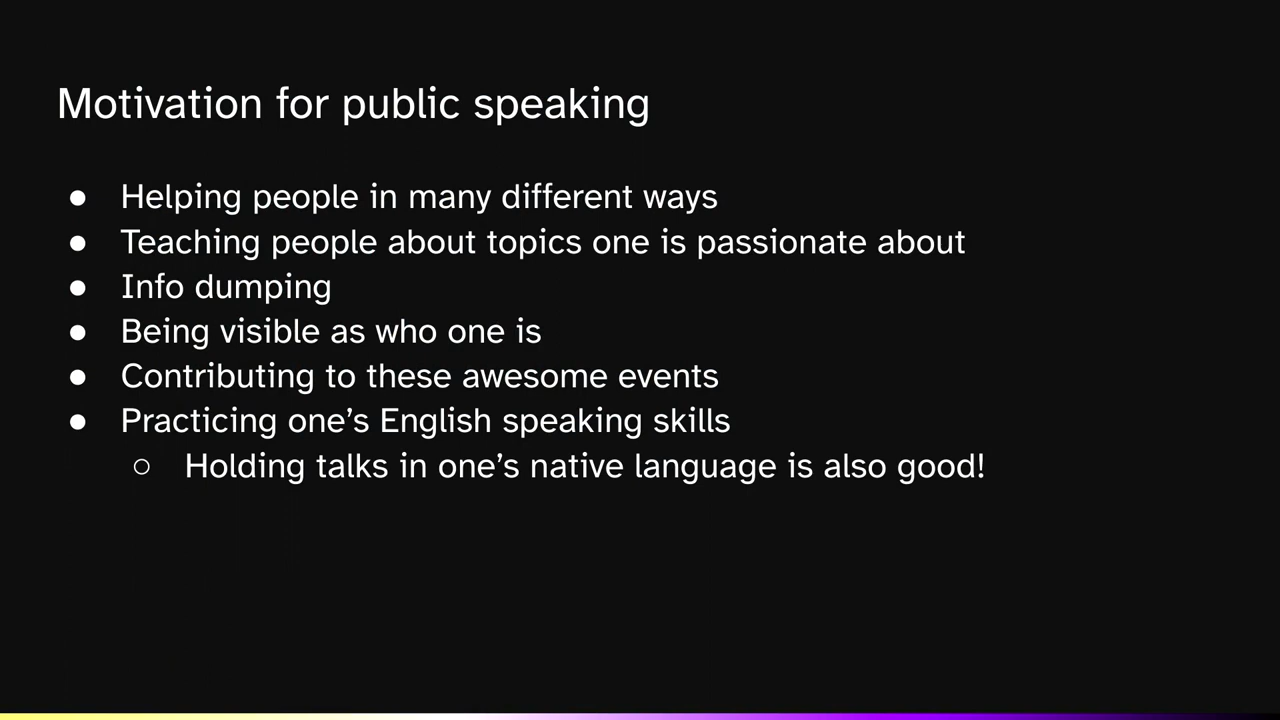 Motivation for public speaking
● Helping people in many different ways
● Teaching people about topics one is passionate about
● Info dumping
● Being visible as who one is
● Contributing to these awesome events
● Practicing one’s English speaking skills
○ Holding talks in one’s native language is also good!